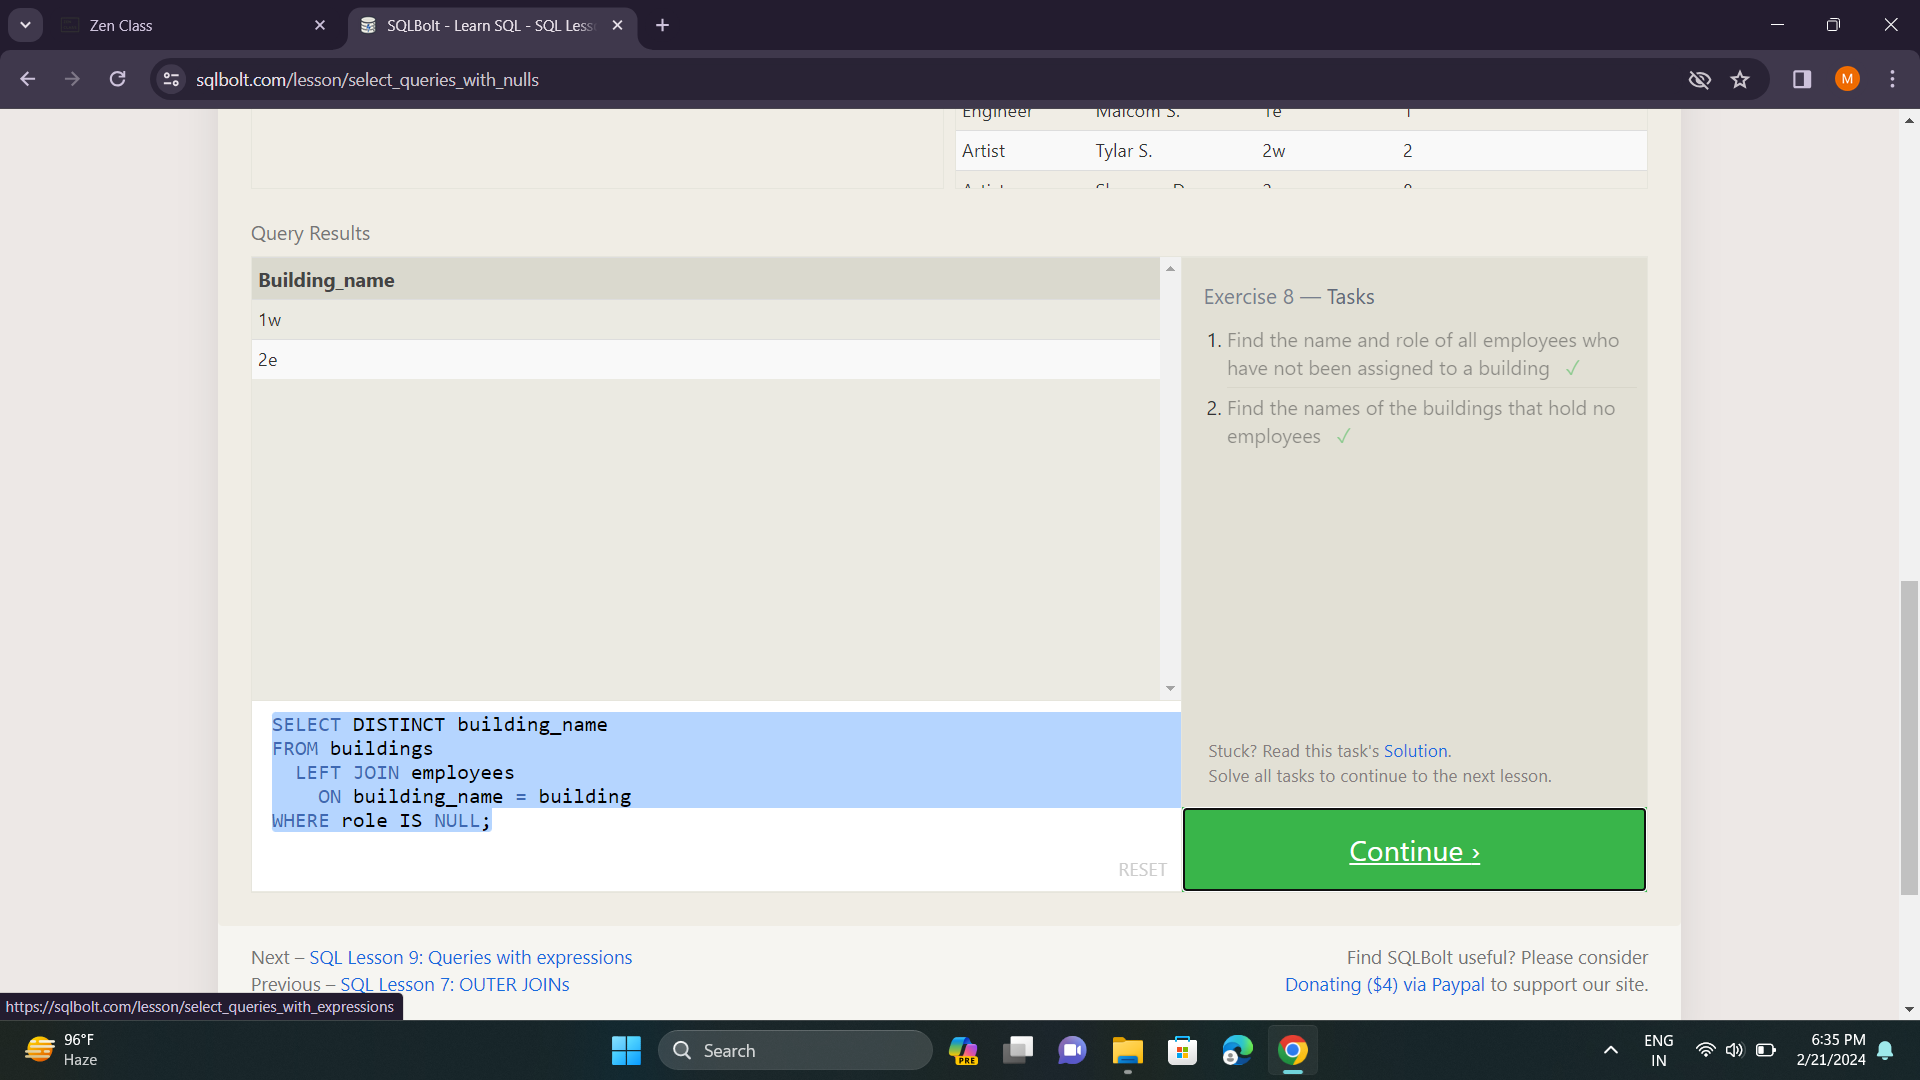 Zen Class
SQLBolt - Learn SQL - SQL Less
sqlbolt.com/lesson/select_queries_with_nulls
M
Engineer Malcom S. 1e 1
Artist Tylar S. 2w 2
Query Results
Building_name
1w
2e
Exercise 8 — Tasks
1. Find the name and role of all employees who
have not been assigned to a building ✓
2. Find the names of the buildings that hold no
employees ✓
SELECT DISTINCT building_name
FROM buildings
LEFT JOIN employees
ON building_name = building
WHERE role IS NULL;
RESET
Stuck? Read this task's Solution.
Solve all tasks to continue to the next lesson.
Continue ›
Next – SQL Lesson 9: Queries with expressions
Previous – SQL Lesson 7: OUTER JOINs
Find SQLBolt useful? Please consider
Donating ($4) via Paypal to support our site.
https://sqlbolt.com/lesson/select_queries_with_expressions
96°F
Haze
Search
PRE
ENG
IN
6:35 PM
2/21/2024